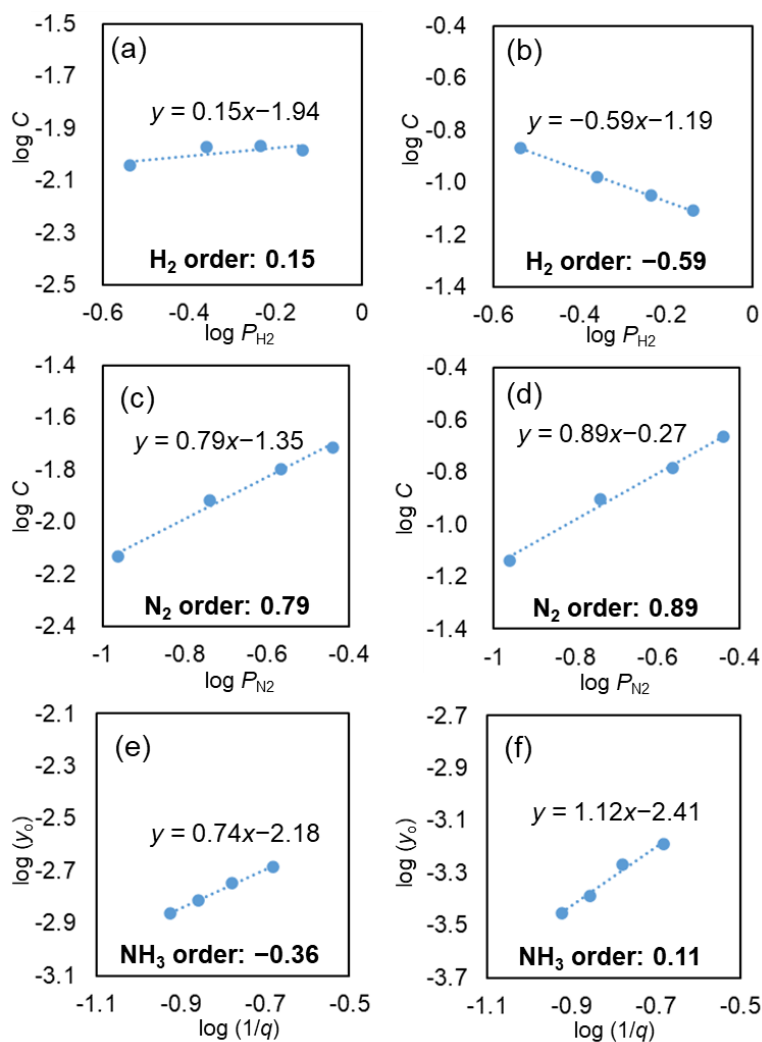 (a)
y = 0.15x−1.94
H₂ order: 0.15
log C
-1.5
-1.7
-1.9
-2.1
-2.3
-2.5
-0.6 -0.4 -0.2 0
log P_H2
(b)
y = −0.59x−1.19
H₂ order: −0.59
log C
-0.4
-0.6
-0.8
-1.0
-1.2
-1.4
-0.6 -0.4 -0.2 0
log P_H2
(c)
y = 0.79x−1.35
N₂ order: 0.79
log C
-1.4
-1.6
-1.8
-2.0
-2.2
-2.4
-1 -0.8 -0.6 -0.4
log P_N2
(d)
y = 0.89x−0.27
N₂ order: 0.89
log C
-0.4
-0.6
-0.8
-1.0
-1.2
-1.4
-1 -0.8 -0.6 -0.4
log P_N2
(e)
y = 0.74x−2.18
NH₃ order: −0.36
log (y₀)
-2.1
-2.3
-2.5
-2.7
-2.9
-3.1
-1.1 -0.9 -0.7 -0.5
log (1/q)
(f)
y = 1.12x−2.41
NH₃ order: 0.11
log (y₀)
-2.7
-2.9
-3.1
-3.3
-3.5
-3.7
-1.1 -0.9 -0.7 -0.5
log (1/q)